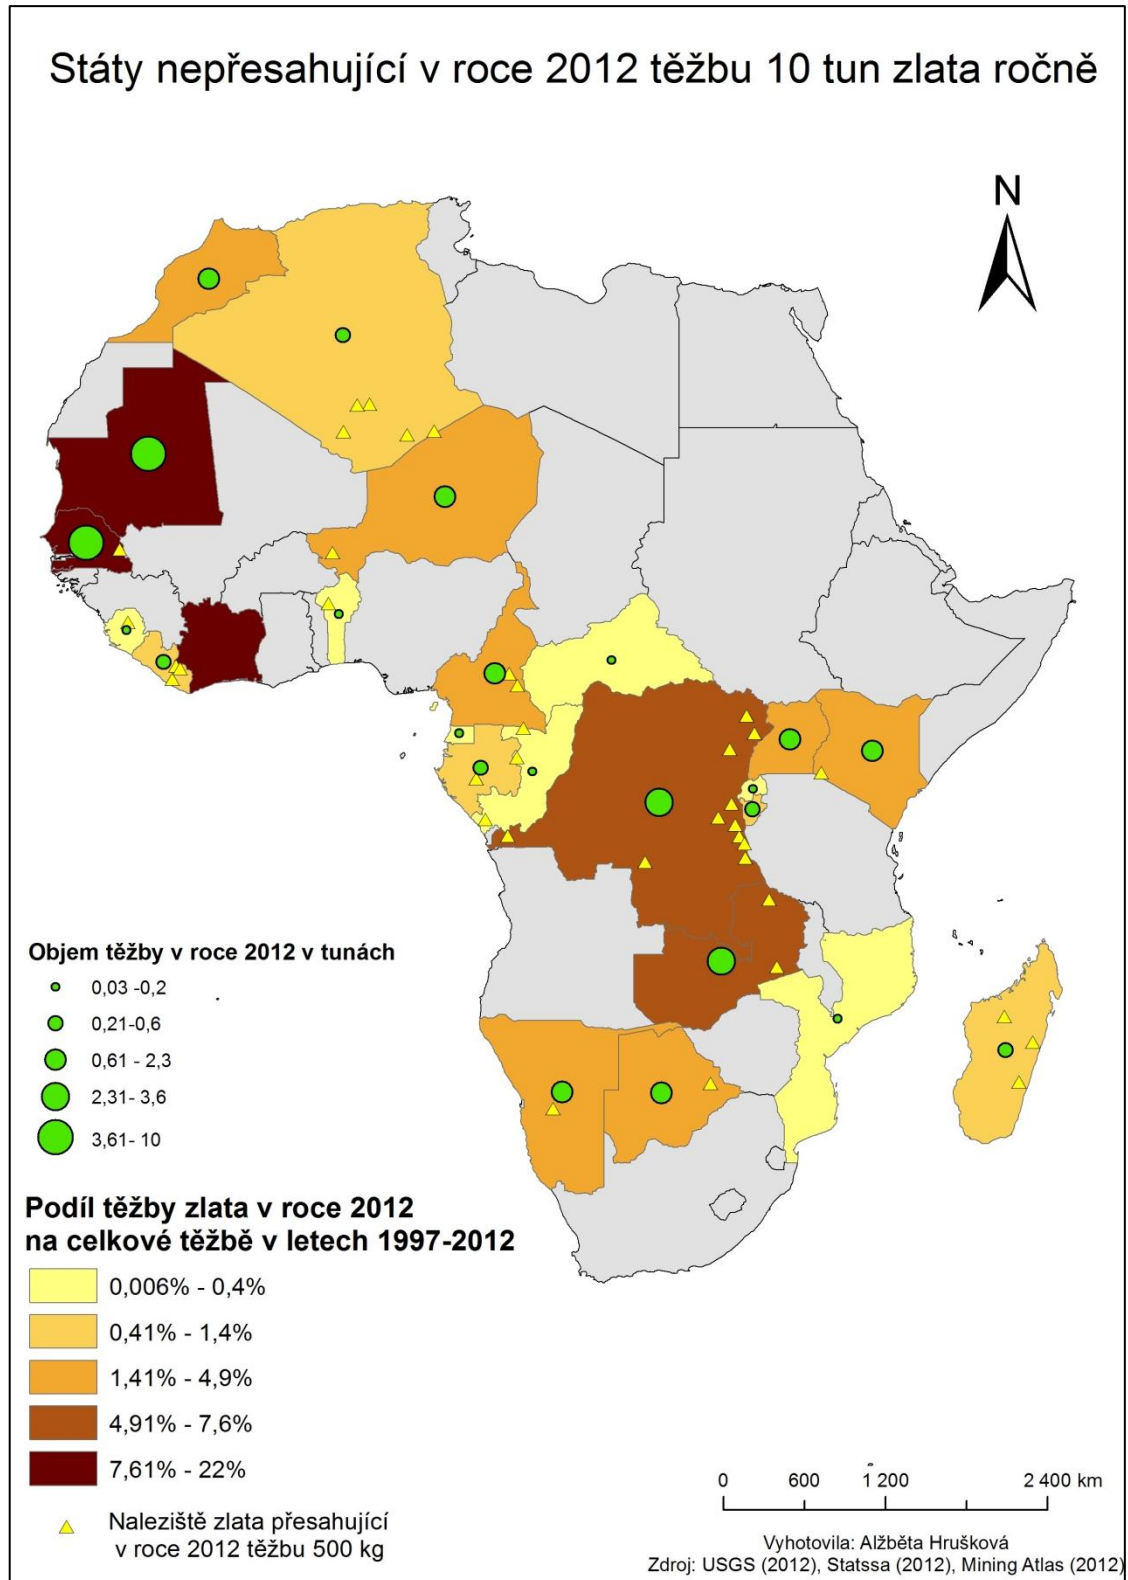 Státy nepřesahující v roce 2012 těžbu 10 tun zlata ročně
N
Objem těžby v roce 2012 v tunách
0,03 -0,2
0,21-0,6
0,61 - 2,3
2,31- 3,6
3,61- 10
Podíl těžby zlata v roce 2012
na celkové těžbě v letech 1997-2012
0,006% - 0,4%
0,41% - 1,4%
1,41% - 4,9%
4,91% - 7,6%
7,61% - 22%
Naleziště zlata přesahující
v roce 2012 těžbu 500 kg
0 600 1 200 2 400 km
Vyhotovila: Alžběta Hrušková
Zdroj: USGS (2012), Statssa (2012), Mining Atlas (2012)